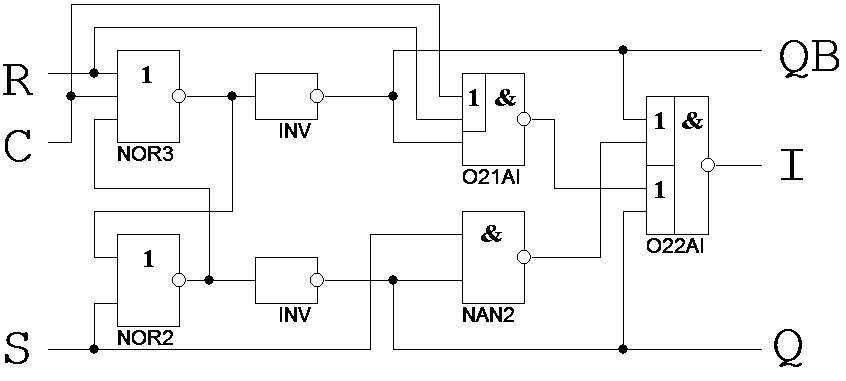 R
C
S
1
NOR3
INV
1
&
O21AI
QB
1
&
1
O22AI
I
1
NOR2
INV
&
NAN2
Q